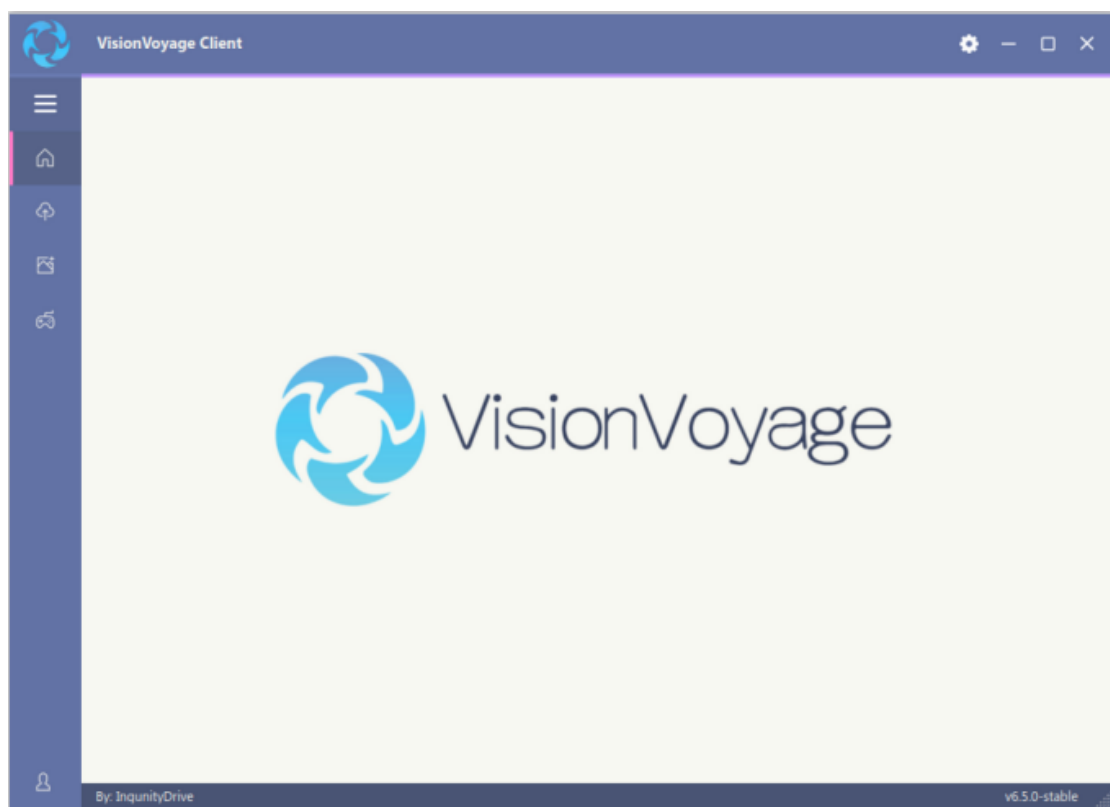 VisionVoyage Client
VisionVoyage
By: InqunityDrive
v6.5.0-stable